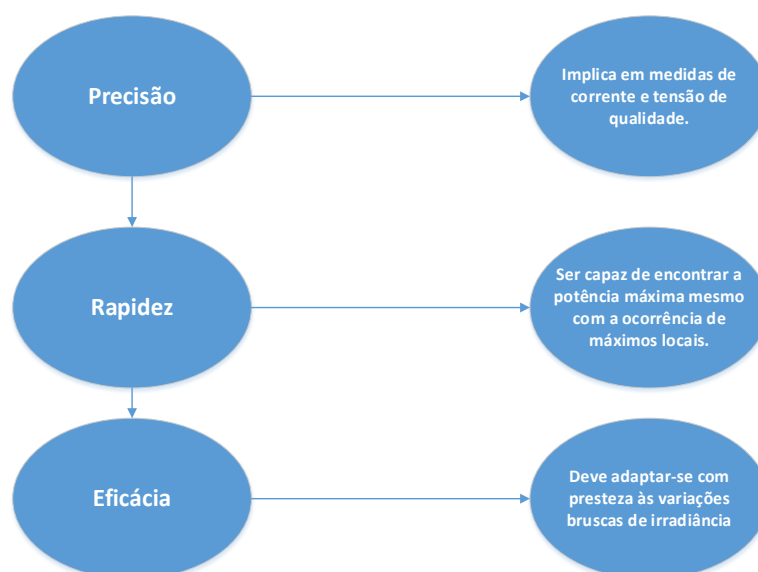 Precisão
Implica em medidas de
corrente e tensão de
qualidade.
Rapidez
Ser capaz de encontrar a
potência máxima mesmo
com a ocorrência de
máximos locais.
Eficácia
Deve adaptar-se com
presteza às variações
bruscas de irradiância